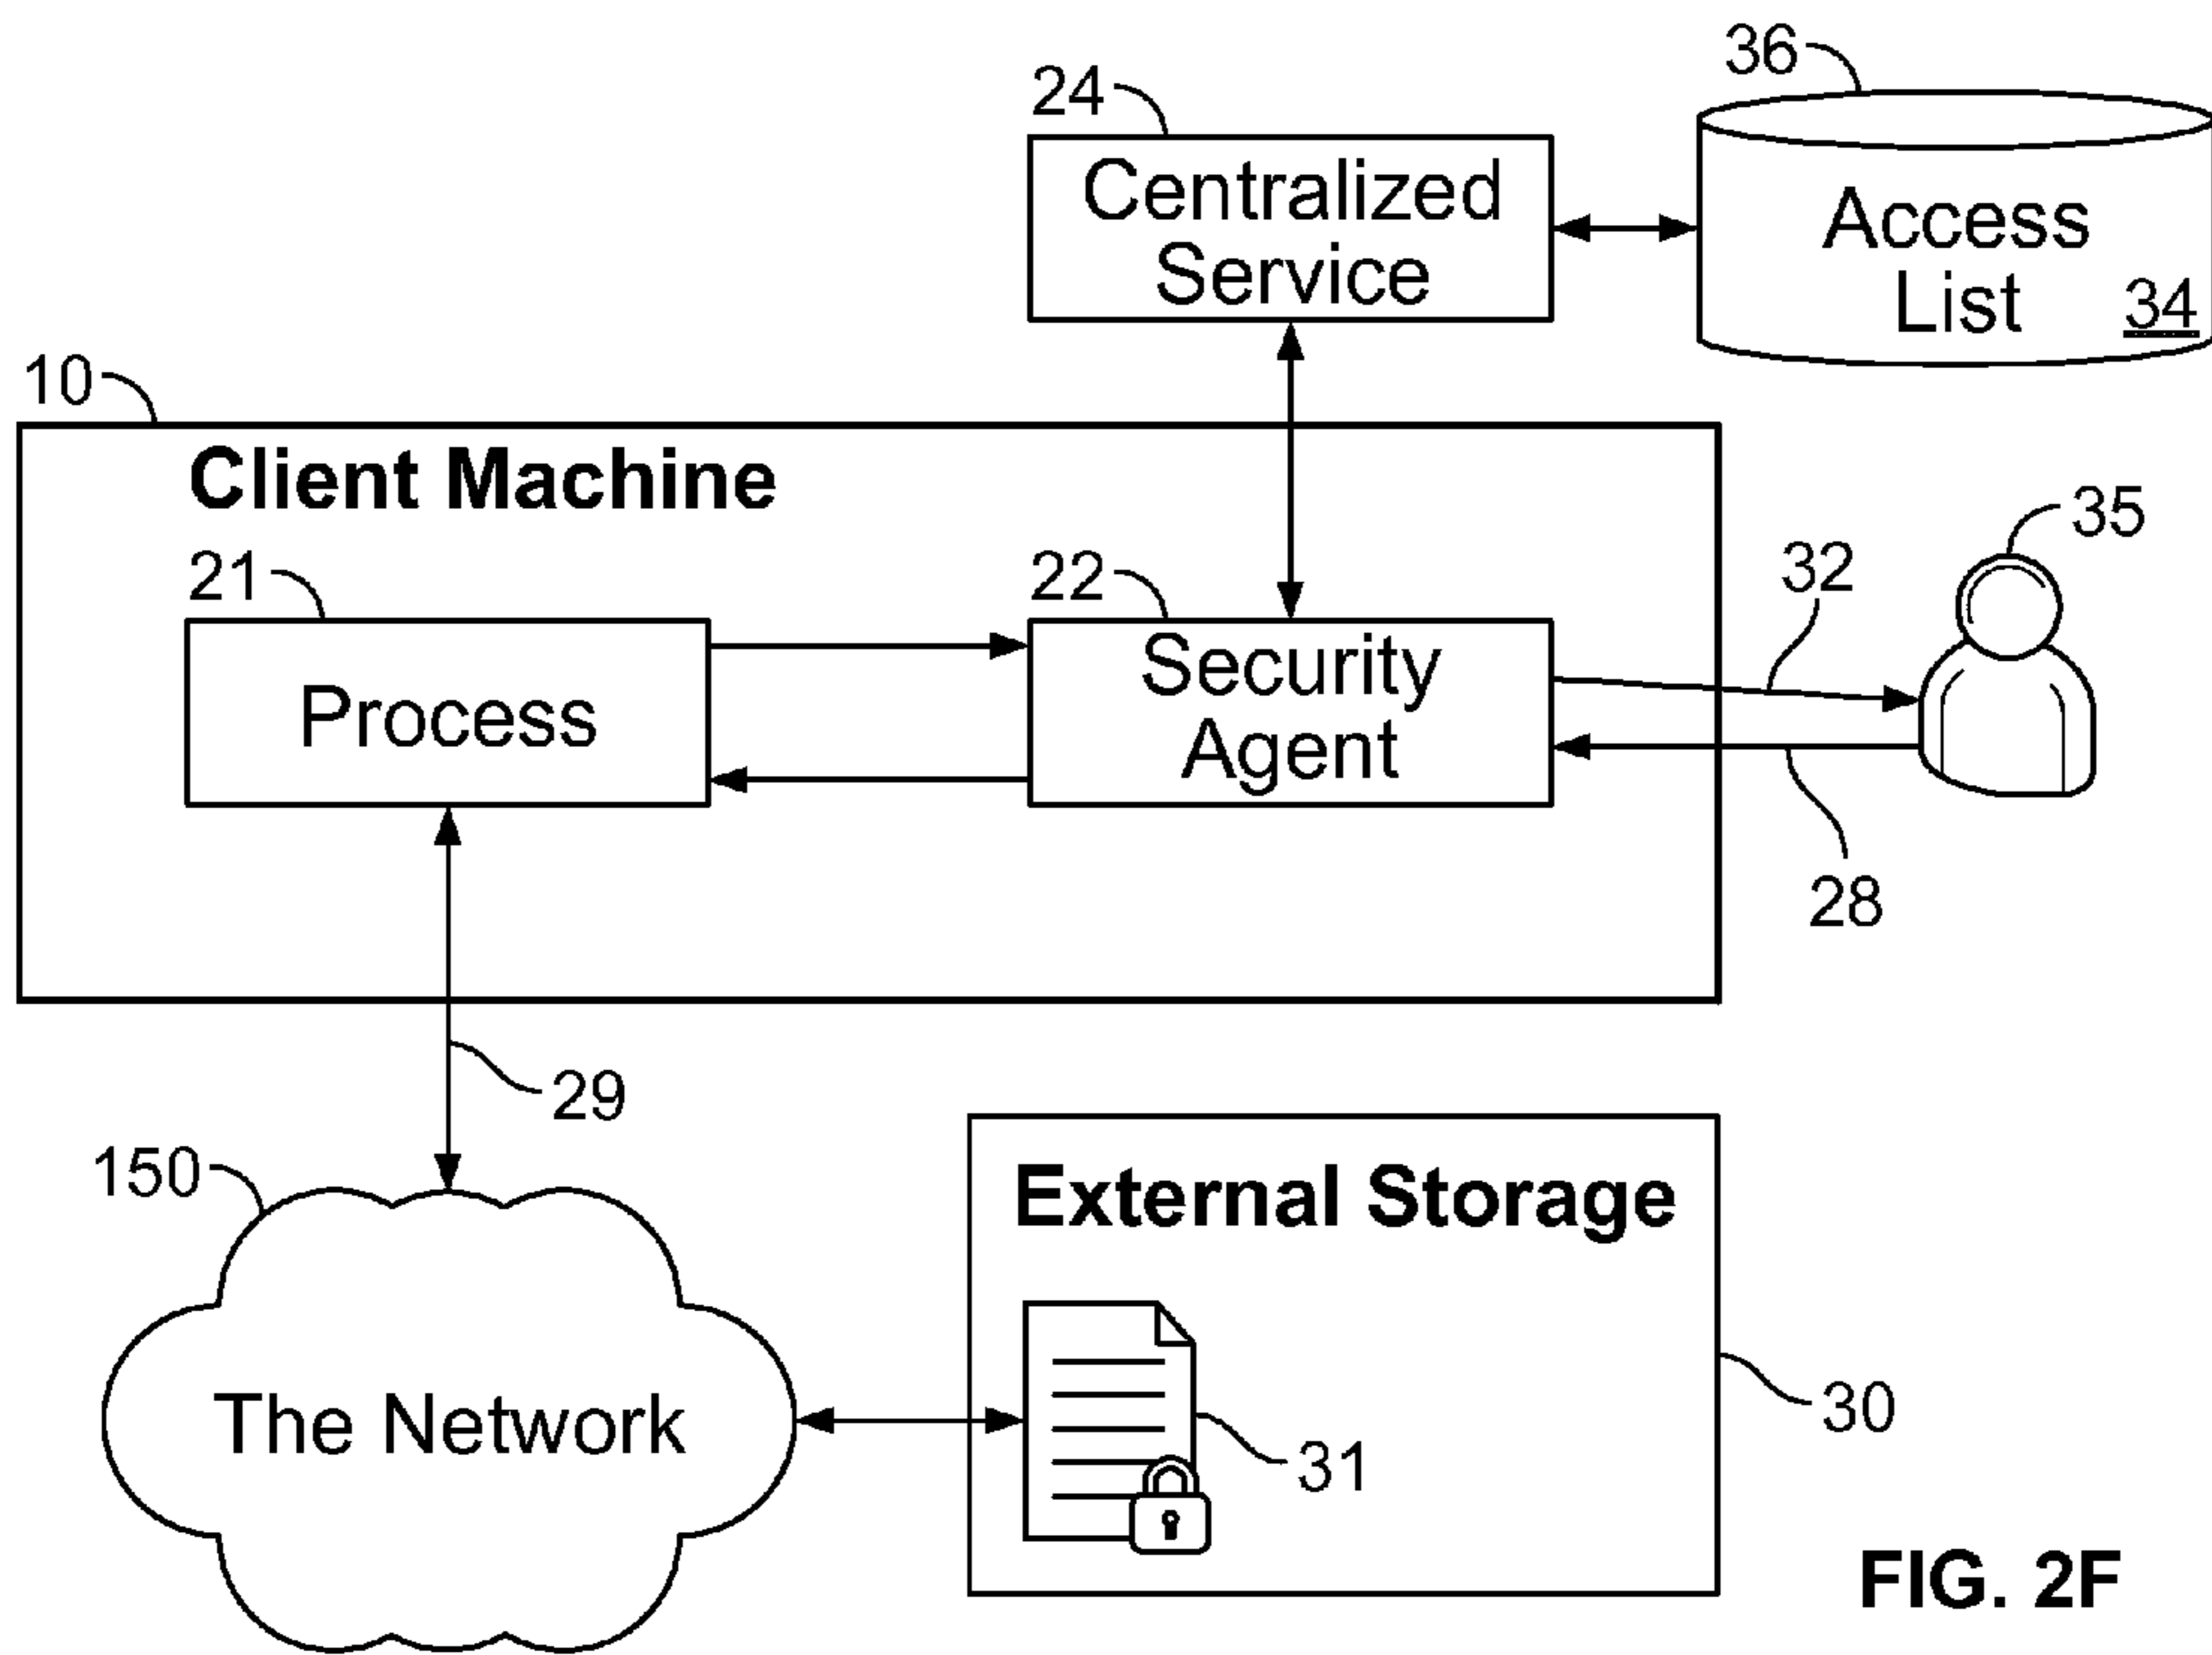 36
24
Centralized
Service
Access
List
34
10
Client Machine
35
21
22
32
Process
Security
Agent
28
29
150
External Storage
The Network
30
31
FIG. 2F